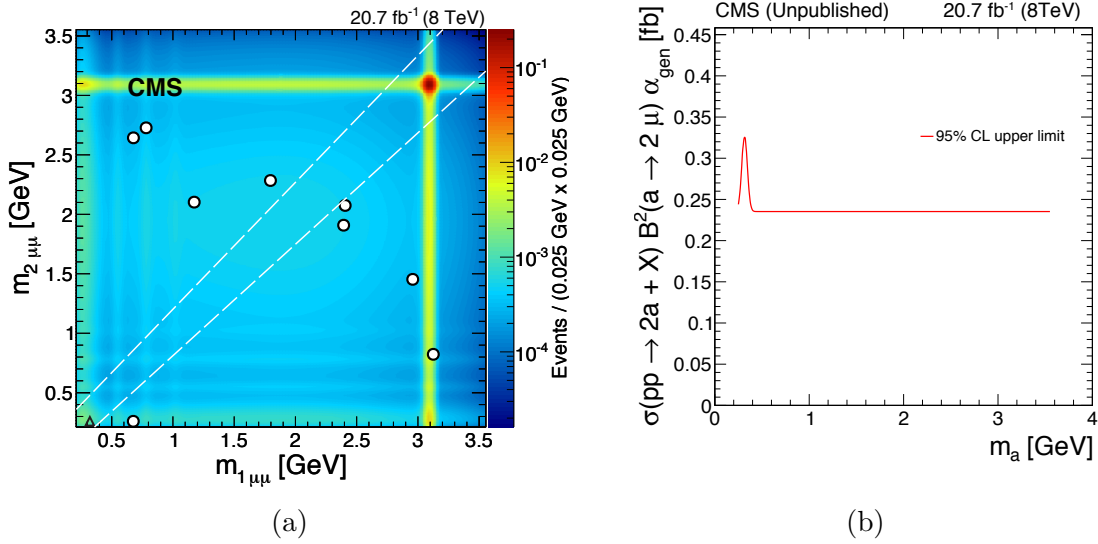 20.7 fb⁻¹ (8 TeV)
CMS
m₂ μμ [GeV]
3.5
3
2.5
2
1.5
1
0.5
0.5 1 1.5 2 2.5 3 3.5
m₁ μμ [GeV]
10⁻¹
10⁻²
10⁻³
10⁻⁴
Events / (0.025 GeV x 0.025 GeV)
(a)
CMS (Unpublished) 20.7 fb⁻¹ (8TeV)
σ(pp → 2a + X) B²(a → 2 μ) α_gen [fb]
0.45
0.4
0.35
0.3
0.25
0.2
0.15
0.1
0.05
0
95% CL upper limit
0 1 2 3 4
mₐ [GeV]
(b)